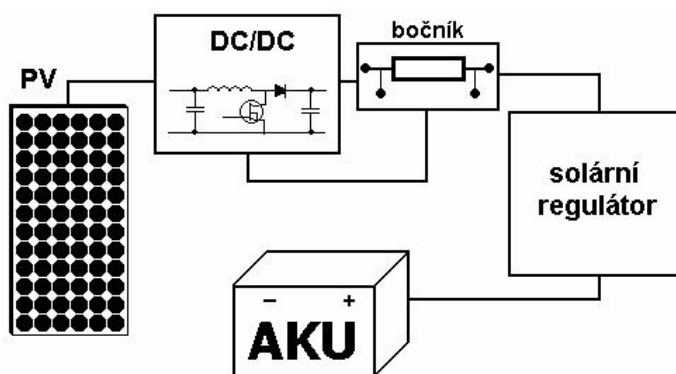 PV
DC/DC
bočník
solární
regulátor
– +
AKU